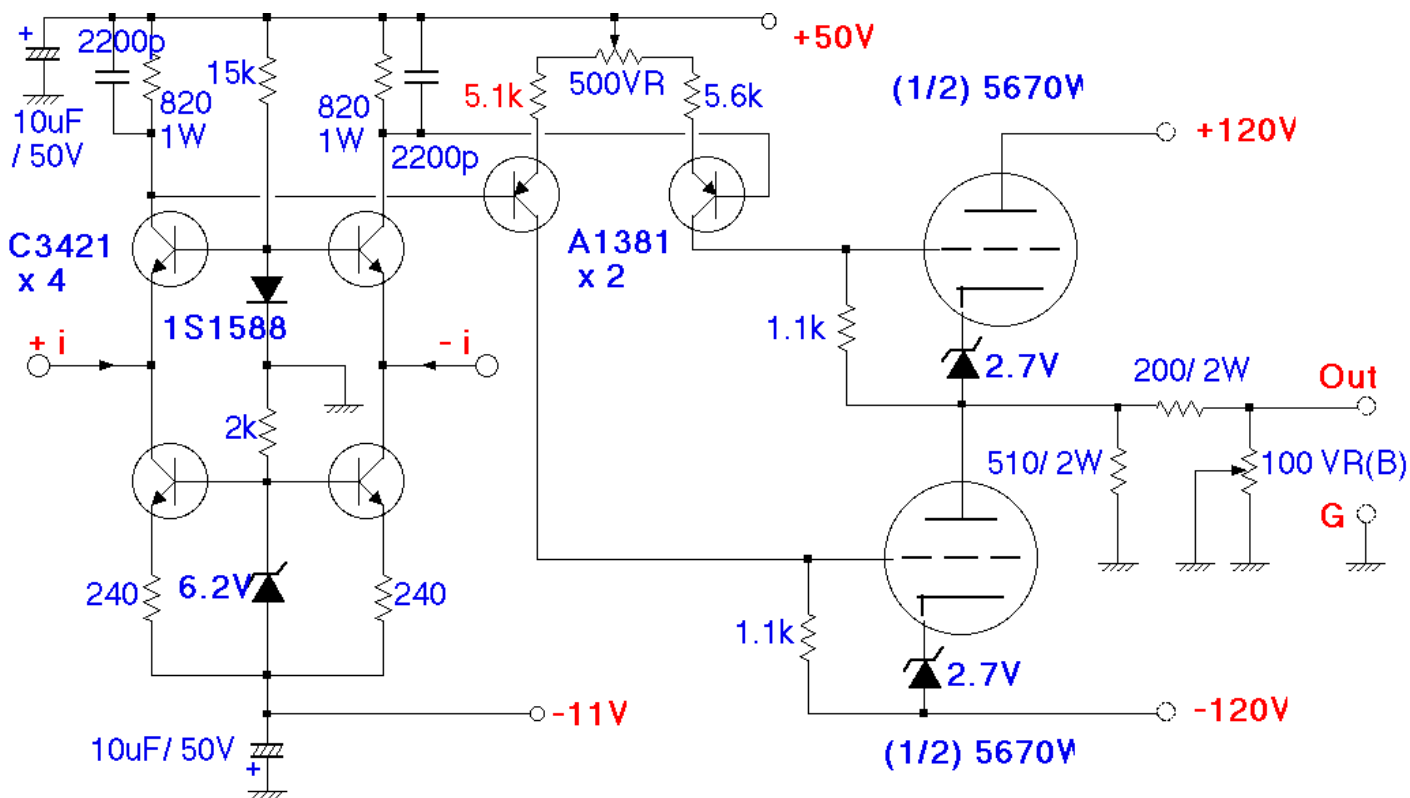 +
2200p
+50V
15k
10uF
/ 50V
820
1W
820
1W
2200p
500VR
5.1k
5.6k
(1/2) 5670W
+120V
C3421
x 4
A1381
x 2
1S1588
1.1k
2.7V
+ i
- i
200/ 2W
Out
2k
510/ 2W
100 VR(B)
G
240
6.2V
240
1.1k
2.7V
-11V
-120V
10uF/ 50V
+
(1/2) 5670W